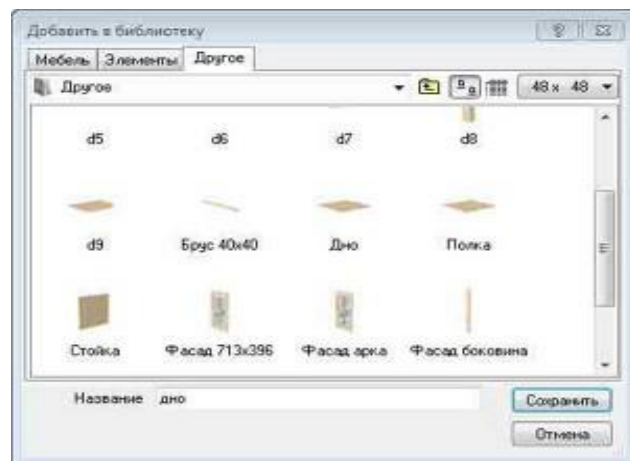 Добавить в библистеку
Мебель Элементы Другое
Другое 48 x 48
d5 d6 d7 d8
d9 Брус 40x40 Дно Полка
Стойка Фасад 713x396 Фасад арка Фасад боковина
Название дно Сохранить
Отмена